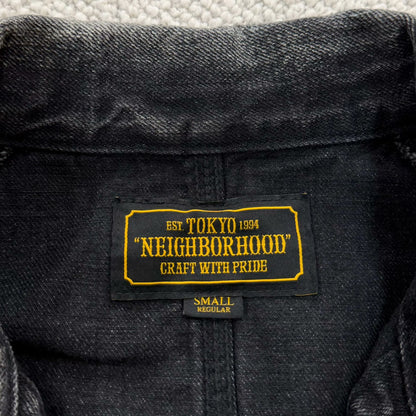 EST. TOKYO 1994
"NEIGHBORHOOD"
CRAFT WITH PRIDE
SMALL
REGULAR